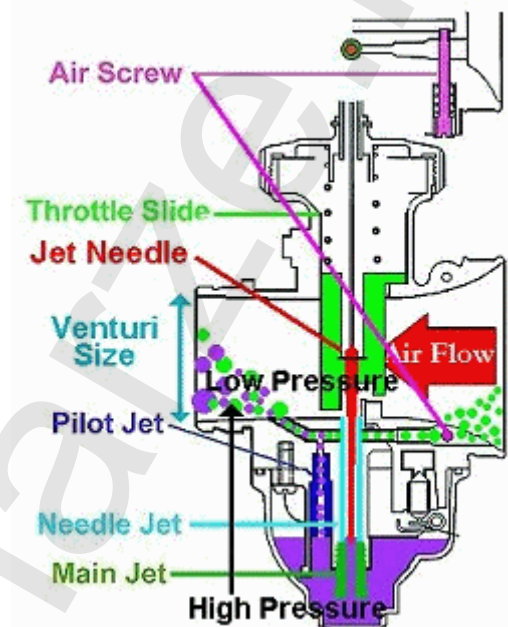 Air Screw
Throttle Slide
Jet Needle
Venturi
Size
Air Flow
Low Pressure
Pilot Jet
Needle Jet
Main Jet
High Pressure